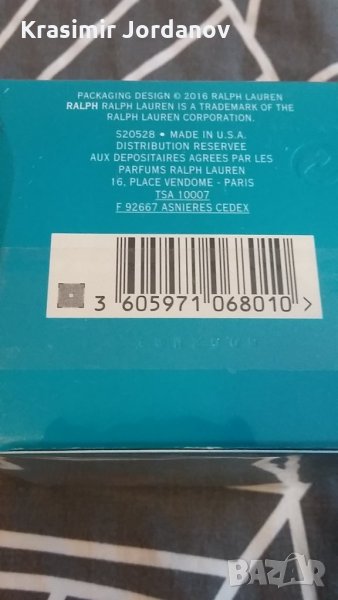 Krasimir Jordanov
PACKAGING DESIGN © 2016 RALPH LAUREN
RALPH RALPH LAUREN IS A TRADEMARK OF THE
RALPH LAUREN CORPORATION.
S20528 • MADE IN U.S.A.
DISTRIBUTION RESERVEE
AUX DEPOSITAIRES AGREES PAR LES
PARFUMS RALPH LAUREN
16, PLACE VENDOME - PARIS
TSA 10007
F 92667 ASNIERES CEDEX
3 605971 068010 >
BAZAR